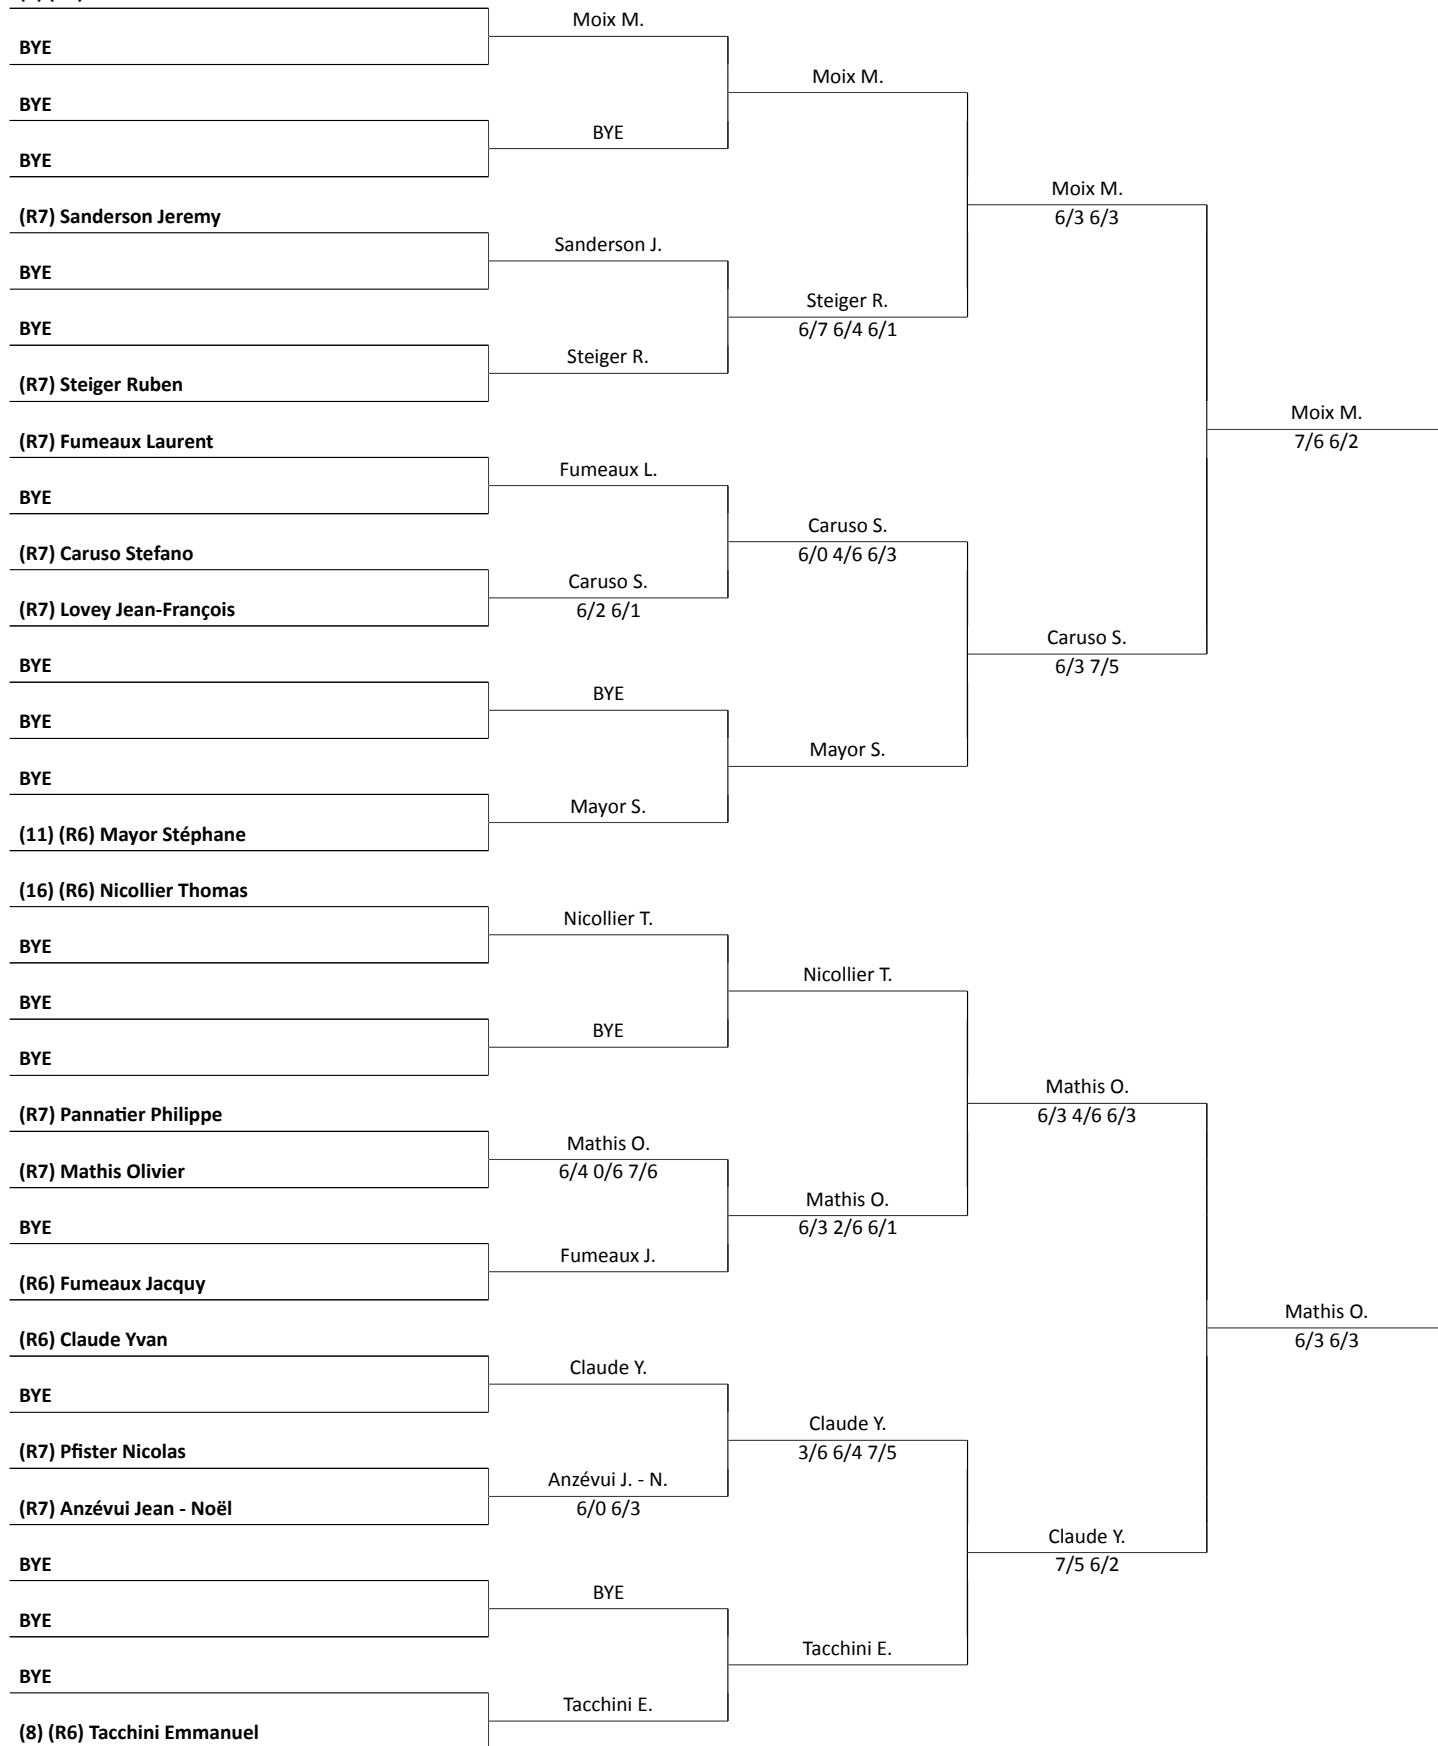 BYE
BYE
BYE
(R7) Sanderson Jeremy
BYE
BYE
(R7) Steiger Ruben
(R7) Fumeaux Laurent
BYE
(R7) Caruso Stefano
(R7) Lovey Jean-François
BYE
BYE
BYE
(11) (R6) Mayor Stéphane
(16) (R6) Nicollier Thomas
BYE
BYE
BYE
(R7) Pannatier Philippe
(R7) Mathis Olivier
BYE
(R6) Fumeaux Jacquy
(R6) Claude Yvan
BYE
(R7) Pfister Nicolas
(R7) Anzévui Jean - Noël
BYE
BYE
BYE
(8) (R6) Tacchini Emmanuel
Moix M.
BYE
Sanderson J.
Steiger R.
Fumeaux L.
Caruso S.
6/2 6/1
BYE
Mayor S.
Nicollier T.
BYE
Mathis O.
6/4 0/6 7/6
Fumeaux J.
Claude Y.
Anzévui J. - N.
6/0 6/3
BYE
Tacchini E.
Moix M.
Steiger R.
6/7 6/4 6/1
Caruso S.
6/0 4/6 6/3
Mayor S.
Nicollier T.
Mathis O.
6/3 2/6 6/1
Claude Y.
3/6 6/4 7/5
Tacchini E.
Moix M.
6/3 6/3
Caruso S.
6/3 7/5
Mathis O.
6/3 4/6 6/3
Claude Y.
7/5 6/2
Moix M.
7/6 6/2
Mathis O.
6/3 6/3